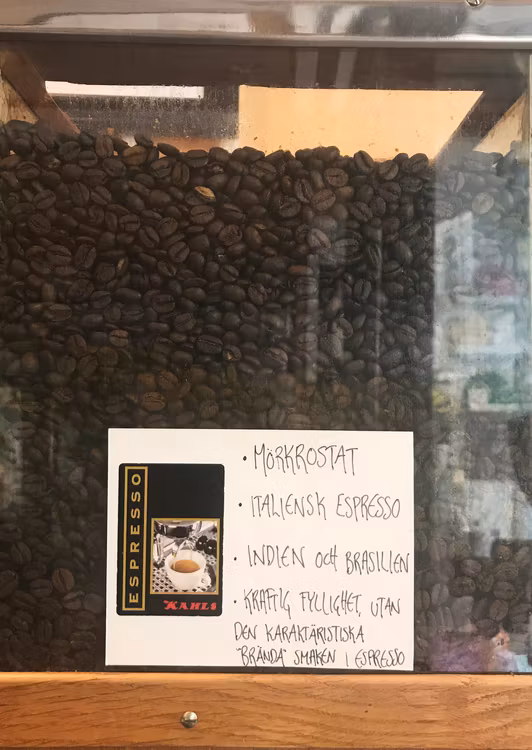 ESPRESSO
KAHLS
• MÖRKROSTAT
• ITALIENSK ESPRESSO
• INDIEN OCH BRASILIEN
• KRAFTIG FYLLIGHET, UTAN
DEN KARAKTÄRISTISKA
"BRÄNDA" SMAKEN I ESPRESSO